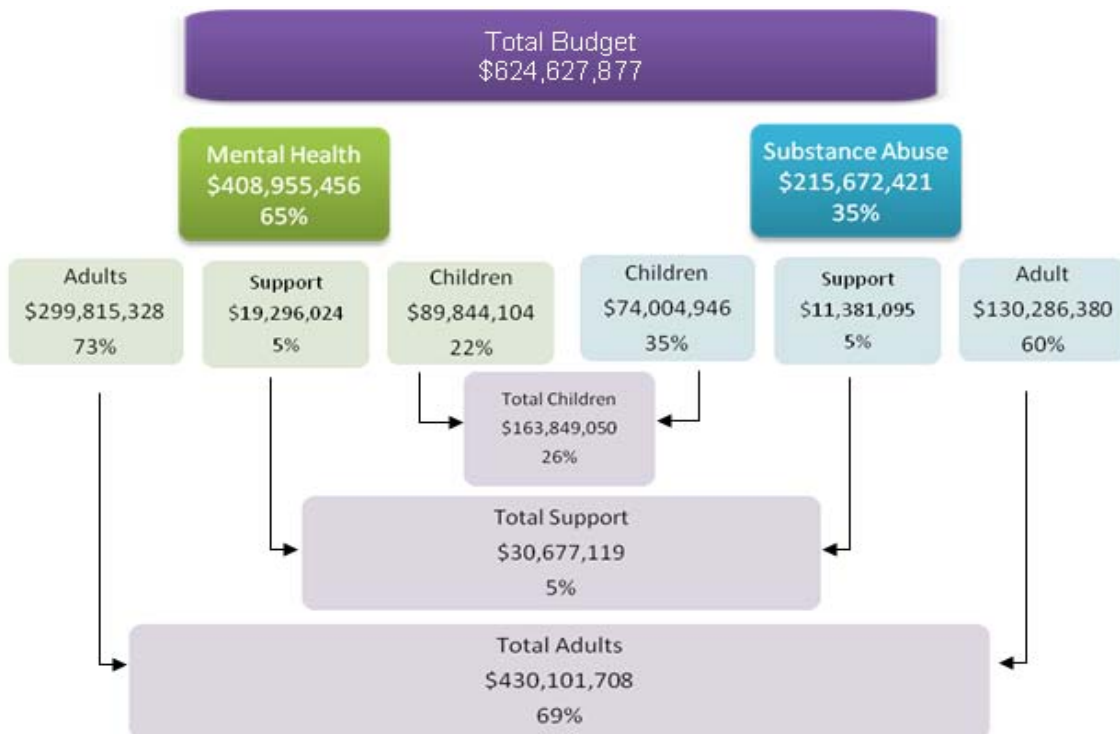 Total Budget
$624,627,877
Mental Health
$408,955,456
65%
Substance Abuse
$215,672,421
35%
Adults
$299,815,328
73%
Support
$19,296,024
5%
Children
$89,844,104
22%
Children
$74,004,946
35%
Support
$11,381,095
5%
Adult
$130,286,380
60%
Total Children
$163,849,050
26%
Total Support
$30,677,119
5%
Total Adults
$430,101,708
69%